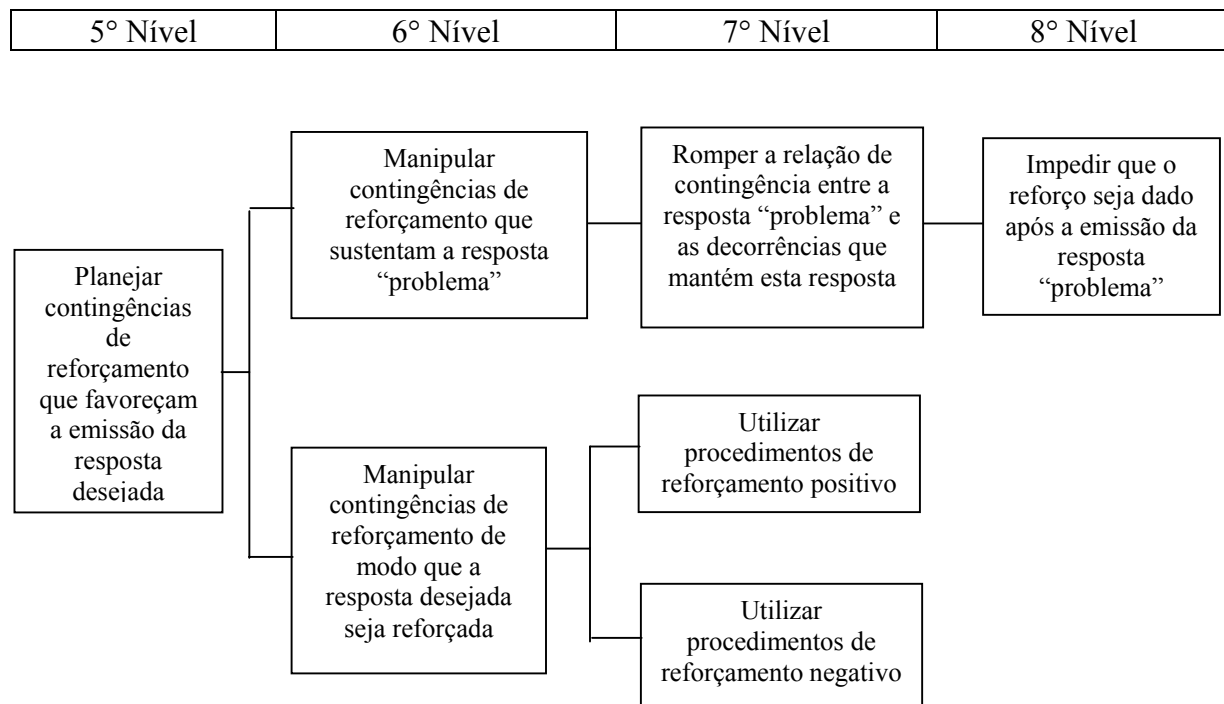 5° Nível 6° Nível 7° Nível 8° Nível
Manipular
contingências de
reforçamento que
sustentam a resposta
“problema”
Romper a relação de
contingência entre a
resposta “problema” e
as decorrências que
mantém esta resposta
Impedir que o
reforço seja dado
após a emissão da
resposta
“problema”
Planejar
contingências
de
reforçamento
que favoreçam
a emissão da
resposta
desejada
Manipular
contingências de
reforçamento de
modo que a
resposta desejada
seja reforçada
Utilizar
procedimentos de
reforçamento positivo
Utilizar
procedimentos de
reforçamento negativo